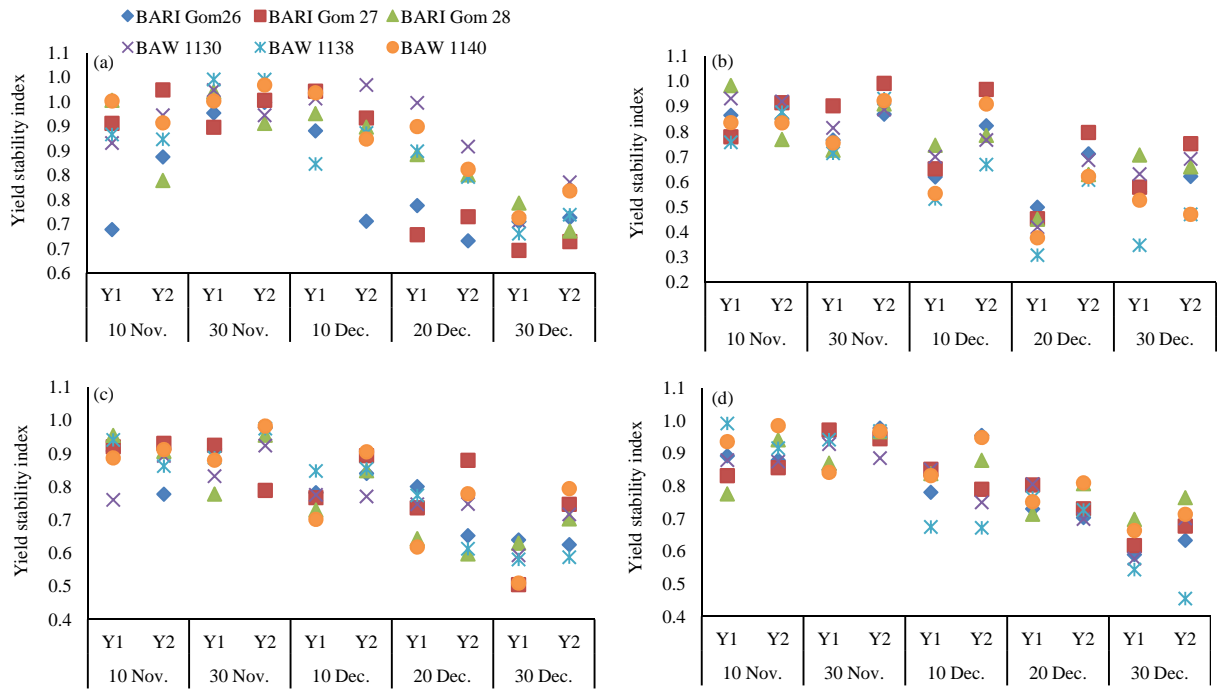 BARI Gom26 BARI Gom 27 BARI Gom 28
BAW 1130 BAW 1138 BAW 1140
(a)
Yield stability index
1.1
1.0
1.0
0.9
0.9
0.8
0.8
0.7
0.7
0.6
Y1 Y2 Y1 Y2 Y1 Y2 Y1 Y2 Y1 Y2
10 Nov. 30 Nov. 10 Dec. 20 Dec. 30 Dec.
(b)
Yield stability index
1.1
1.0
0.9
0.8
0.7
0.6
0.5
0.4
0.3
0.2
Y1 Y2 Y1 Y2 Y1 Y2 Y1 Y2 Y1 Y2
10 Nov. 30 Nov. 10 Dec. 20 Dec. 30 Dec.
(c)
Yield stability index
1.1
1.0
0.9
0.8
0.7
0.6
0.5
0.4
Y1 Y2 Y1 Y2 Y1 Y2 Y1 Y2 Y1 Y2
10 Nov. 30 Nov. 10 Dec. 20 Dec. 30 Dec.
(d)
Yield stability index
1.1
1.0
0.9
0.8
0.7
0.6
0.5
0.4
Y1 Y2 Y1 Y2 Y1 Y2 Y1 Y2 Y1 Y2
10 Nov. 30 Nov. 10 Dec. 20 Dec. 30 Dec.